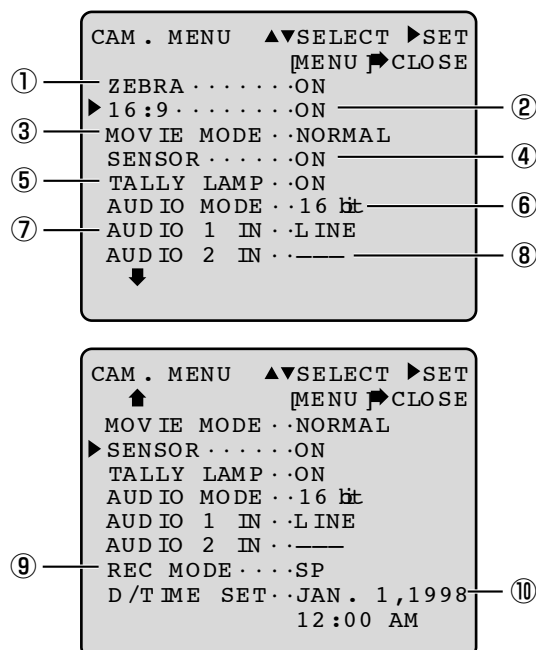 CAM. MENU ▲▼SELECT ▶SET
[MENU]➡CLOSE
① ZEBRA·······ON
▶16:9········ON ②
③ MOVIE MODE··NORMAL
SENSOR······ON ④
⑤ TALLY LAMP··ON
AUDIO MODE··16 bit ⑥
⑦ AUDIO 1 IN··LINE
AUDIO 2 IN··––– ⑧
⬇
CAM. MENU ▲▼SELECT ▶SET
⬆ [MENU]➡CLOSE
MOVIE MODE··NORMAL
▶SENSOR······ON
TALLY LAMP··ON
AUDIO MODE··16 bit
AUDIO 1 IN··LINE
AUDIO 2 IN··–––
⑨ REC MODE····SP
D/TIME SET··JAN. 1,1998 ⑩
12:00 AM